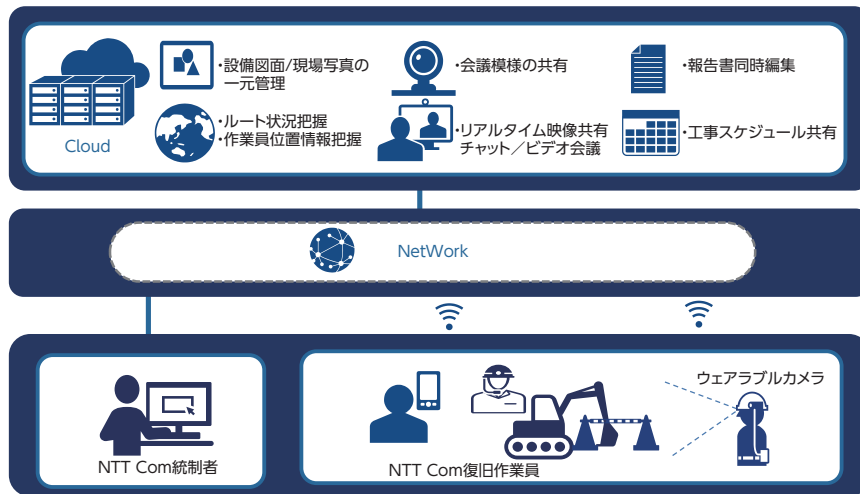 ・設備図面/現場写真の
一元管理
・会議模様の共有
・報告書同時編集
・ルート状況把握
・作業員位置情報把握
・リアルタイム映像共有
チャット／ビデオ会議
・工事スケジュール共有
Cloud
NetWork
ウェアラブルカメラ
NTT Com統制者
NTT Com復旧作業員